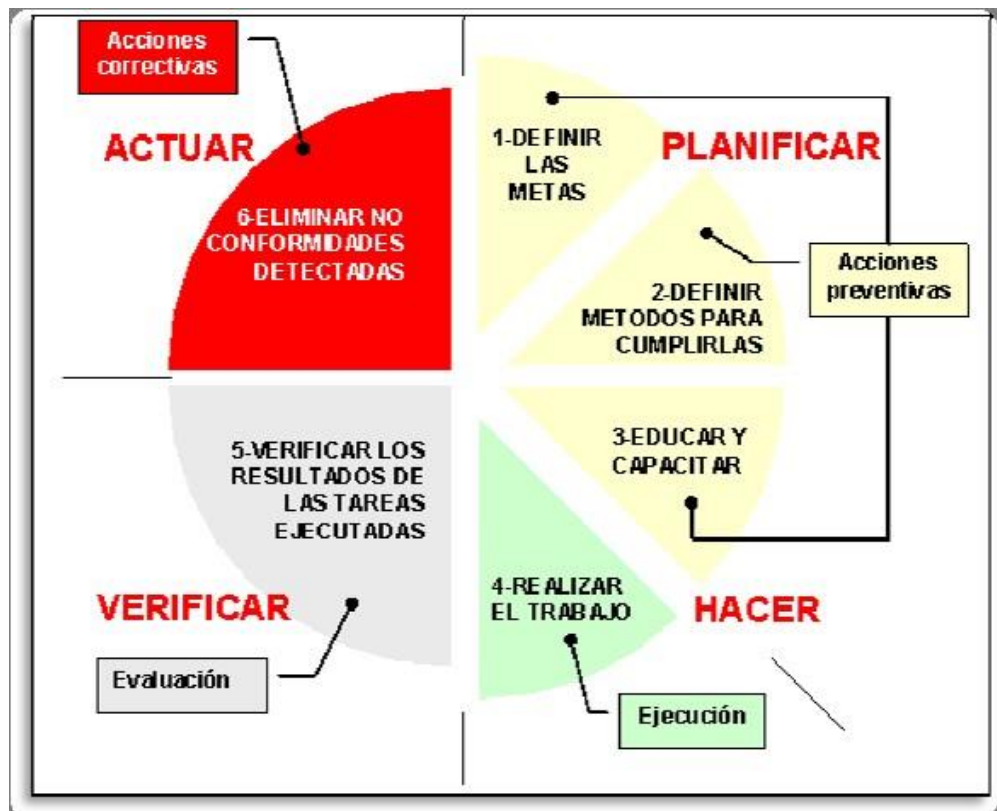 Acciones
correctivas
ACTUAR
6-ELIMINAR NO
CONFORMIDADES
DETECTADAS
1-DEFINIR
LAS
METAS
PLANIFICAR
Acciones
preventivas
2-DEFINIR
METODOS PARA
CUMPLIRLAS
3-EDUCAR Y
CAPACITAR
5-VERIFICAR LOS
RESULTADOS DE
LAS TAREAS
EJECUTADAS
4-REALIZAR
EL TRABAJO
HACER
VERIFICAR
Evaluación
Ejecución